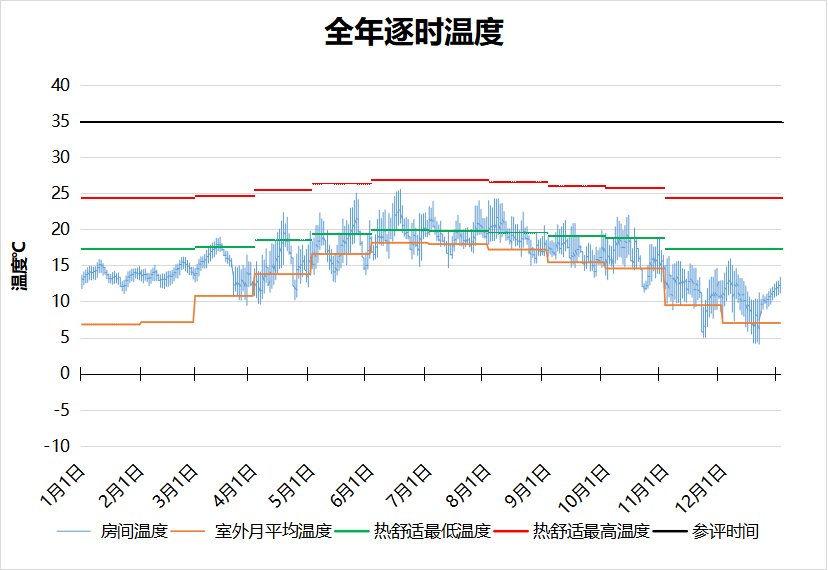 全年逐时温度
40
35
30
25
20
15
10
5
0
-5
-10
温度℃
1月1日
2月1日
3月1日
4月1日
5月1日
6月1日
7月1日
8月1日
9月1日
10月1日
11月1日
12月1日
房间温度 室外月平均温度 热舒适最低温度 热舒适最高温度 参评时间